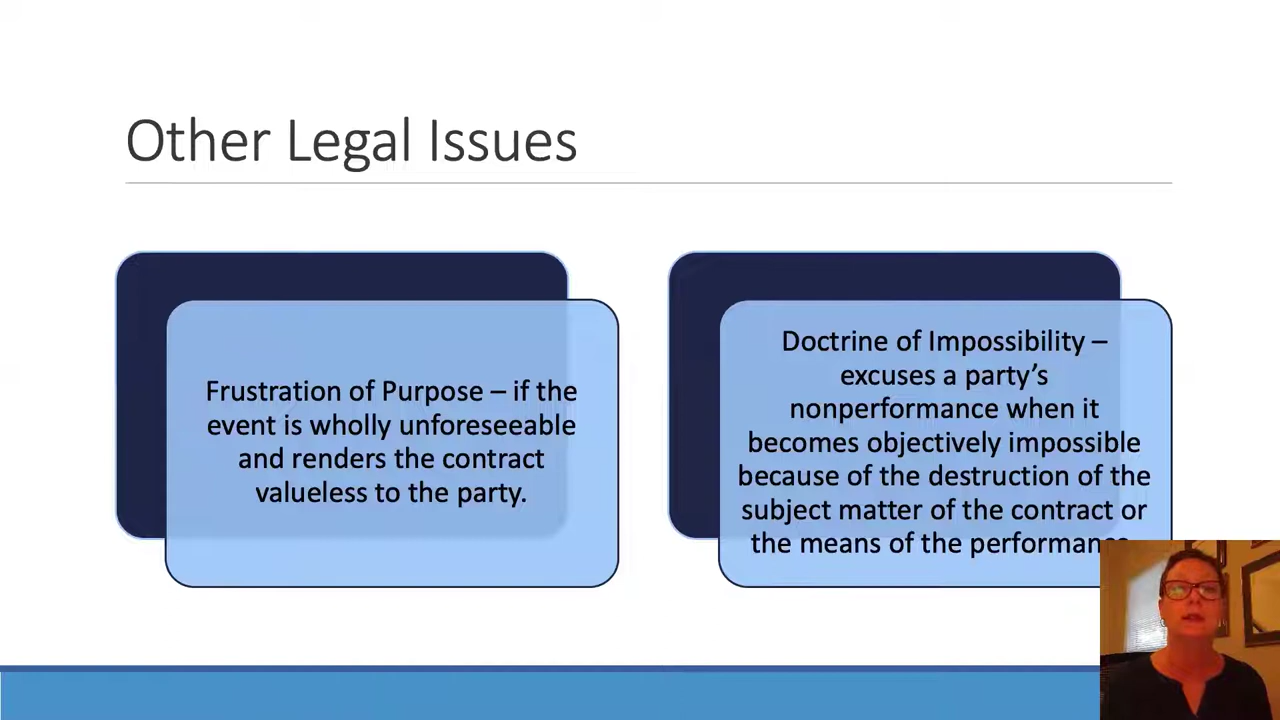 Other Legal Issues
Frustration of Purpose – if the
event is wholly unforeseeable
and renders the contract
valueless to the party.
Doctrine of Impossibility –
excuses a party’s
nonperformance when it
becomes objectively impossible
because of the destruction of the
subject matter of the contract or
the means of the performance.